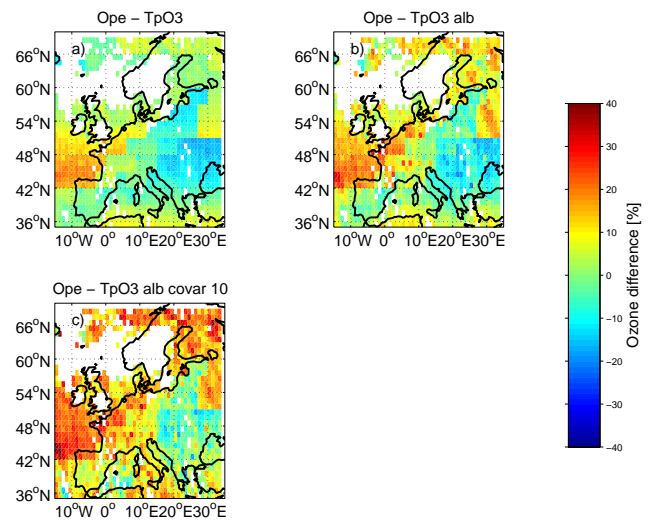 Ope − TpO3
Ope − TpO3 alb
a)
b)
66°N
60°N
54°N
48°N
42°N
36°N
10°W 0° 10°E 20°E 30°E
66°N
60°N
54°N
48°N
42°N
36°N
10°W 0° 10°E 20°E 30°E
Ope − TpO3 alb covar 10
c)
66°N
60°N
54°N
48°N
42°N
36°N
10°W 0° 10°E 20°E 30°E
40
30
20
10
0
−10
−20
−30
−40
Ozone difference [%]